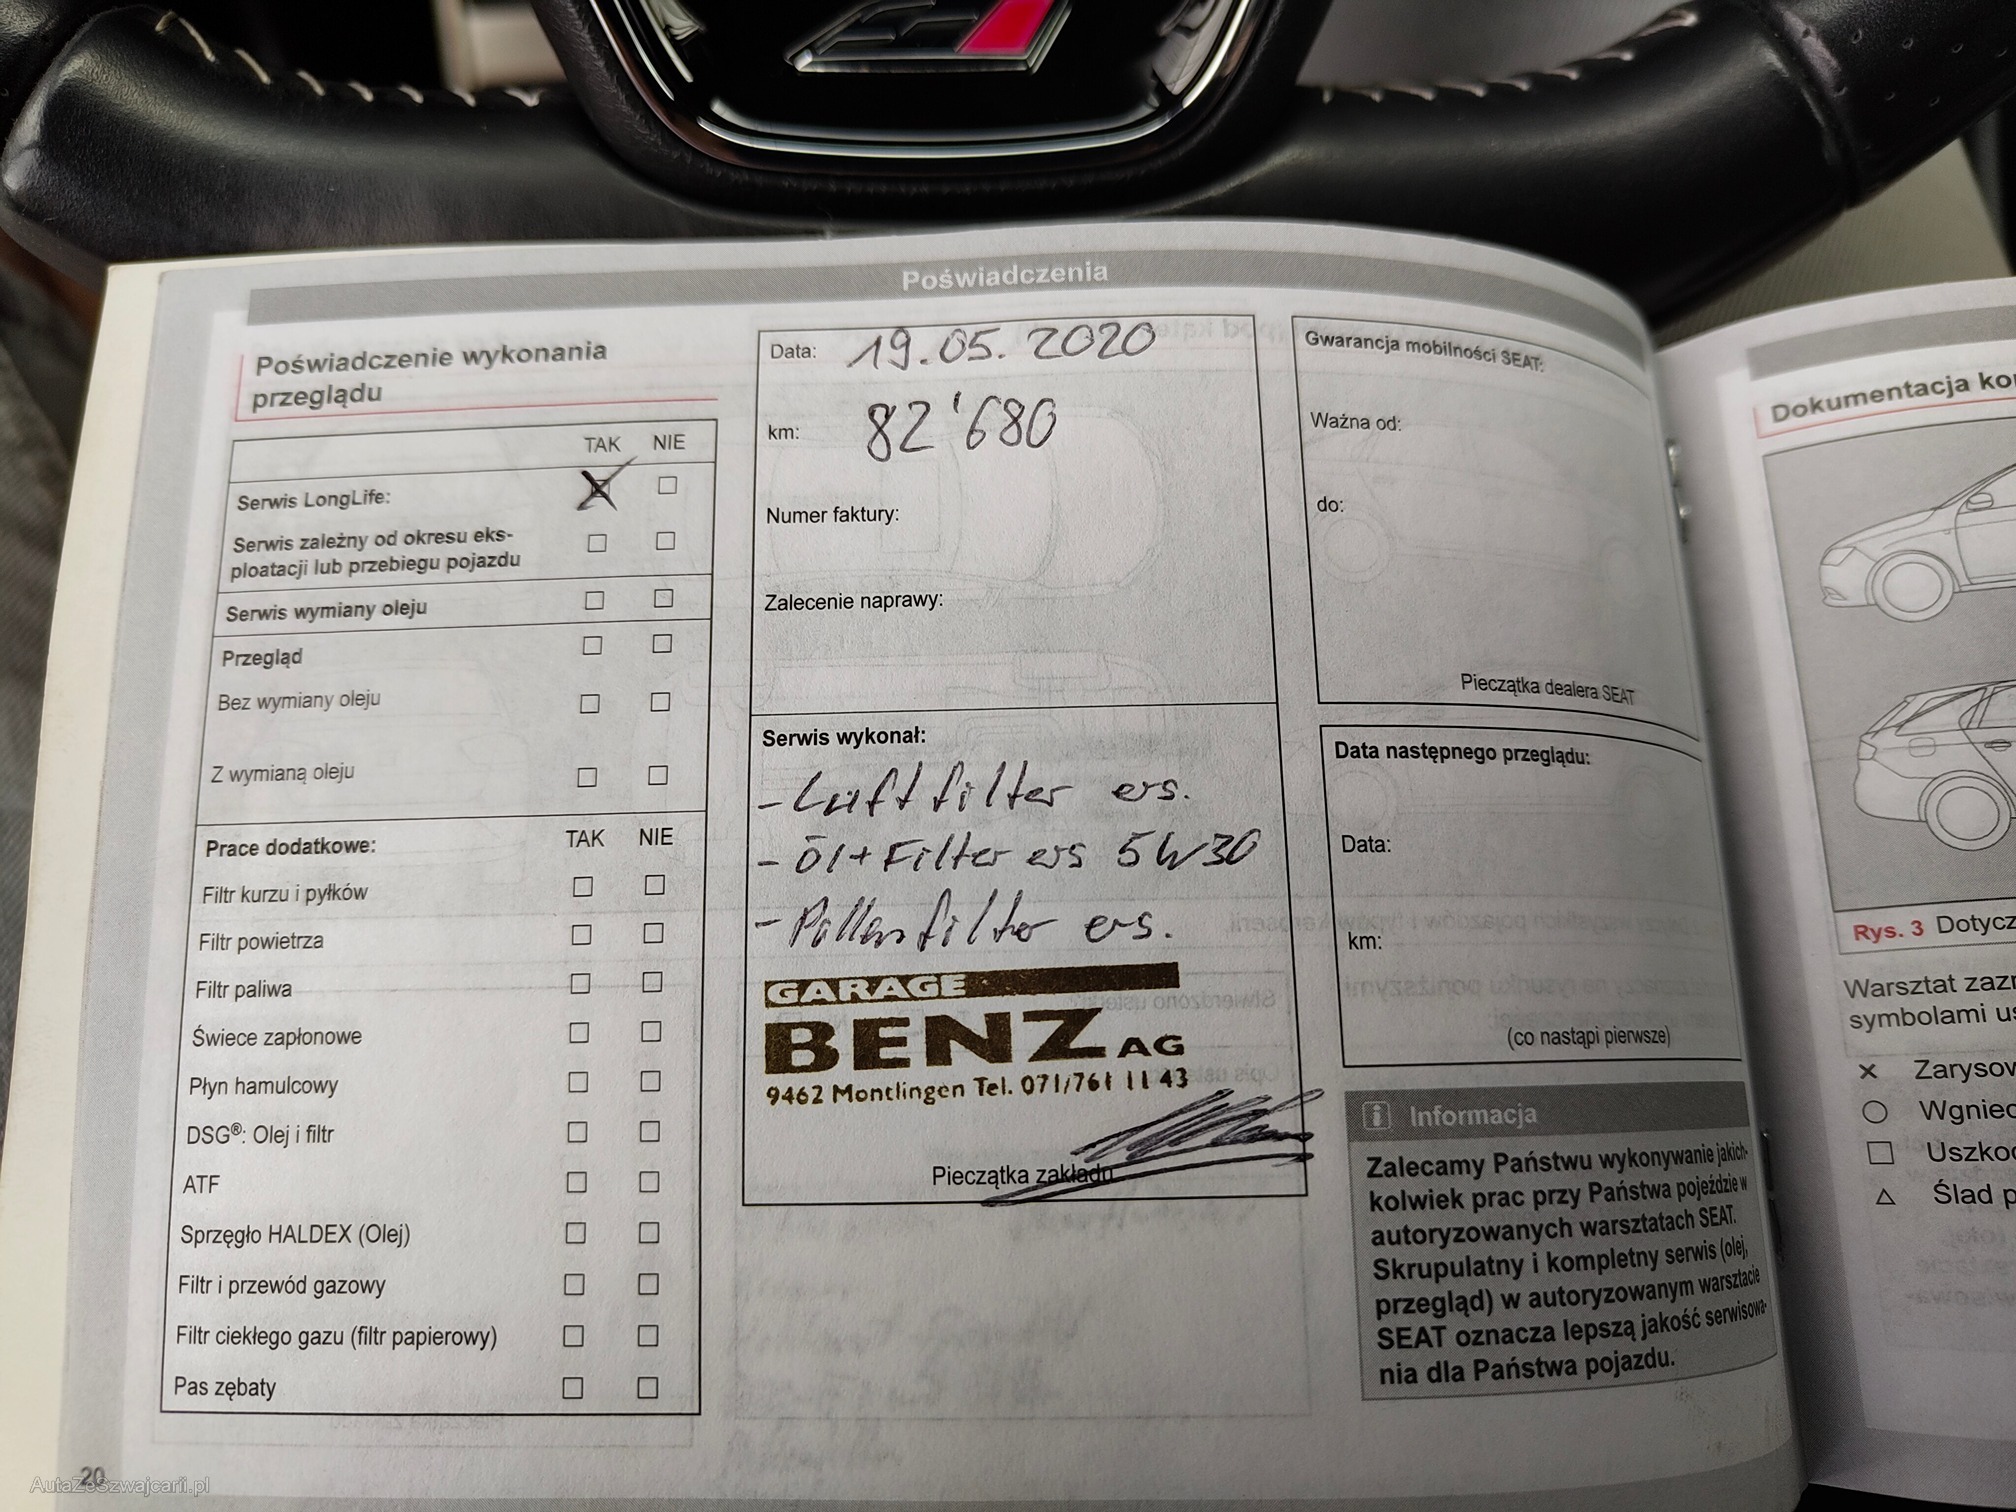 Poświadczenia
Poświadczenie wykonania
przeglądu
TAK NIE
Serwis LongLife:
Serwis zależny od okresu eks-
ploatacji lub przebiegu pojazdu
Serwis wymiany oleju
Przegląd
Bez wymiany oleju
Z wymianą oleju
Prace dodatkowe: TAK NIE
Filtr kurzu i pyłków
Filtr powietrza
Filtr paliwa
Świece zapłonowe
Płyn hamulcowy
DSG®: Olej i filtr
ATF
Sprzęgło HALDEX (Olej)
Filtr i przewód gazowy
Filtr ciekłego gazu (filtr papierowy)
Pas zębaty
20
Data: 19.05.2020
km: 82'680
Numer faktury:
Zalecenie naprawy:
Serwis wykonał:
- Luftfilter ers.
- Öl + Filter ers 5W30
- Pollenfilter ers.
GARAGE
BENZ AG
9462 Montlingen Tel. 071/761 11 43
Pieczątka zakładu
Gwarancja mobilności SEAT:
Ważna od:
do:
Pieczątka dealera SEAT
Data następnego przeglądu:
Data:
km:
(co nastąpi pierwsze)
i Informacja
Zalecamy Państwu wykonywanie jakich-
kolwiek prac przy Państwa pojeździe w
autoryzowanych warsztatach SEAT.
Skrupulatny i kompletny serwis (olej,
przegląd) w autoryzowanym warsztacie
SEAT oznacza lepszą jakość serwisowa-
nia dla Państwa pojazdu.
Dokumentacja
Rys. 3
Warsztat
symbolami
AutaZeSzwajcarii.pl